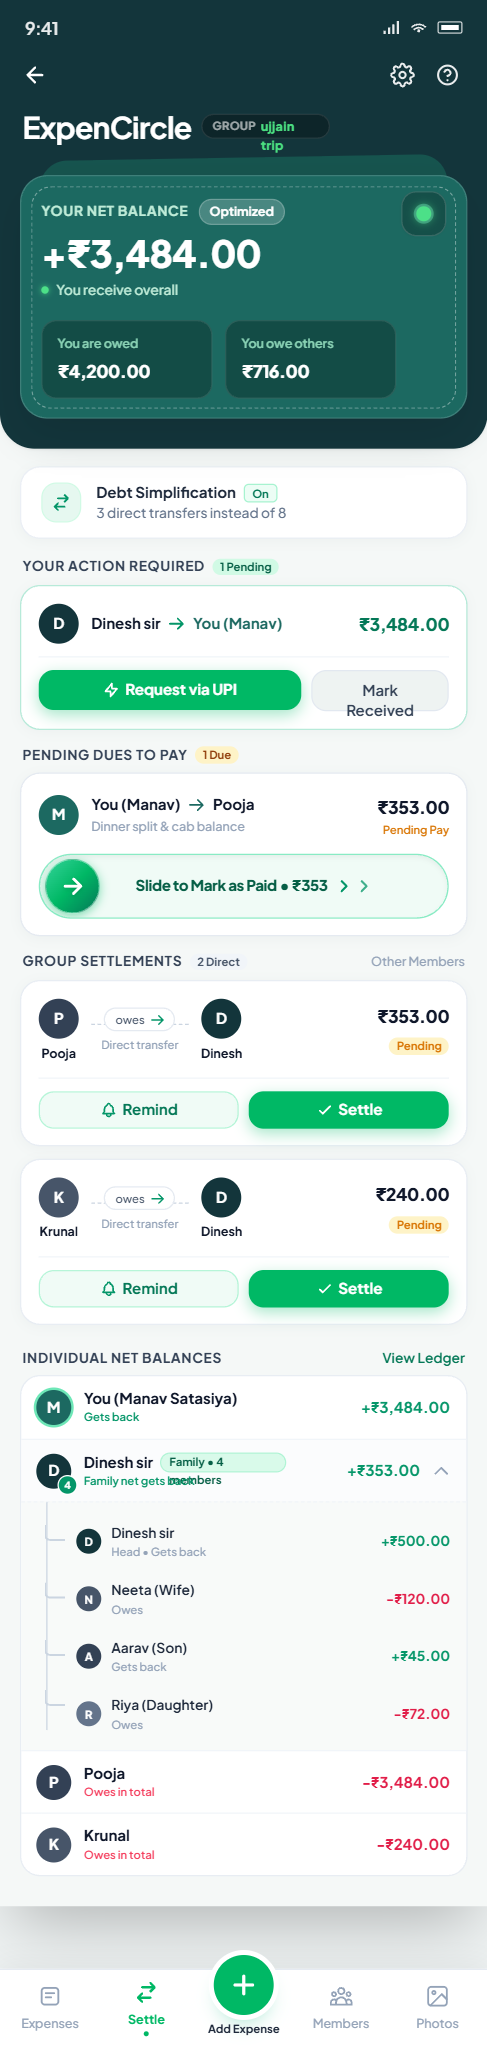 9:41
ExpenCircle GROUP ujjain
trip
YOUR NET BALANCE Optimized
+₹3,484.00
You receive overall
You are owed You owe others
₹4,200.00 ₹716.00
Debt Simplification On
3 direct transfers instead of 8
YOUR ACTION REQUIRED 1 Pending
D Dinesh sir → You (Manav) ₹3,484.00
Request via UPI Mark
Received
PENDING DUES TO PAY 1 Due
M You (Manav) → Pooja ₹353.00
Dinner split & cab balance Pending Pay
→ Slide to Mark as Paid • ₹353 > >
GROUP SETTLEMENTS 2 Direct Other Members
P owes → D ₹353.00
Direct transfer Pending
Pooja Dinesh
Remind ✓ Settle
K owes → D ₹240.00
Direct transfer Pending
Krunal Dinesh
Remind ✓ Settle
INDIVIDUAL NET BALANCES View Ledger
M You (Manav Satasiya) +₹3,484.00
Gets back
D 4 Dinesh sir Family • 4 +₹353.00
Family net gets back members
D Dinesh sir +₹500.00
Head • Gets back
N Neeta (Wife) -₹120.00
Owes
A Aarav (Son) +₹45.00
Gets back
R Riya (Daughter) -₹72.00
Owes
P Pooja -₹3,484.00
Owes in total
K Krunal -₹240.00
Owes in total
Expenses Settle Add Expense Members Photos